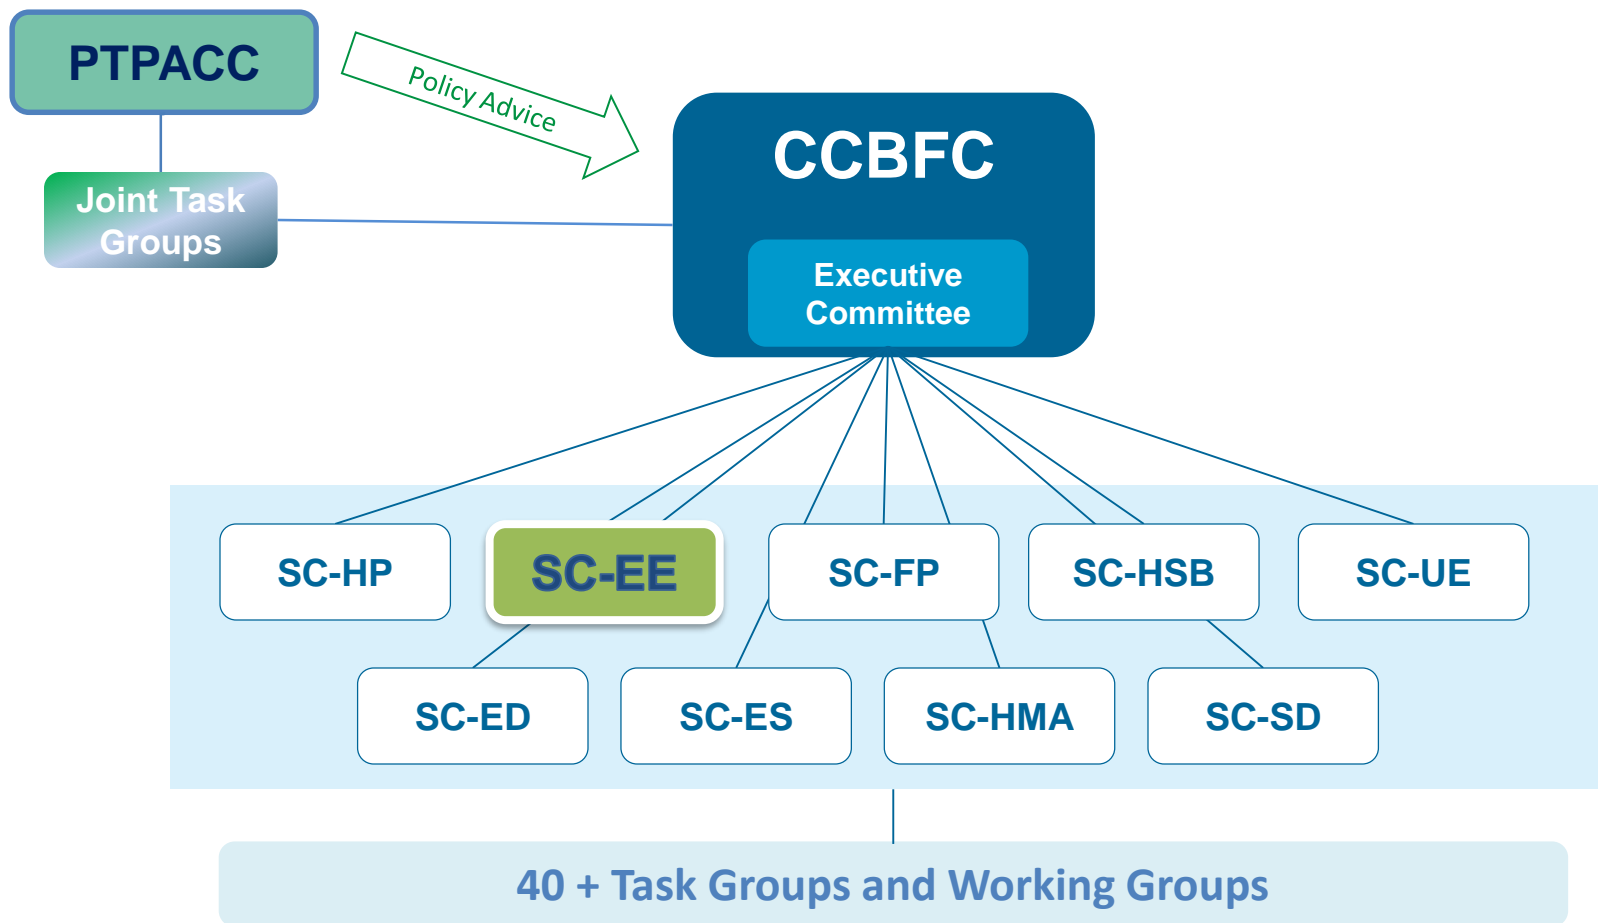 PTPACC
Policy Advice
CCBFC
Joint Task
Groups
Executive
Committee
SC-HP
SC-EE
SC-FP
SC-HSB
SC-UE
SC-ED
SC-ES
SC-HMA
SC-SD
40 + Task Groups and Working Groups